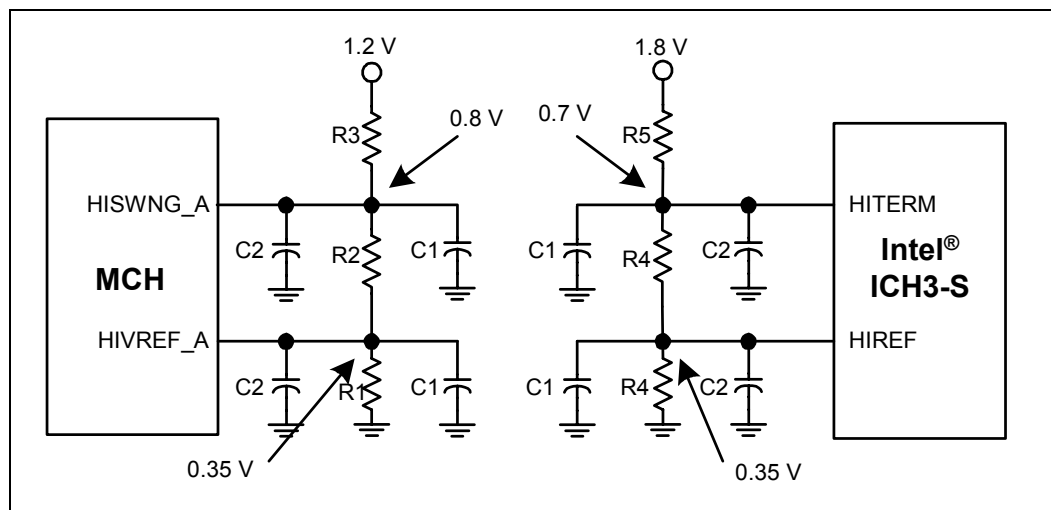 1.2 V
1.8 V
0.8 V
0.7 V
R3
R5
HISWNG_A
HITERM
C2
R2
C1
C1
R4
C2
MCH
Intel®
ICH3-S
HIVREF_A
HIREF
C2
R1
C1
C1
R4
C2
0.35 V
0.35 V